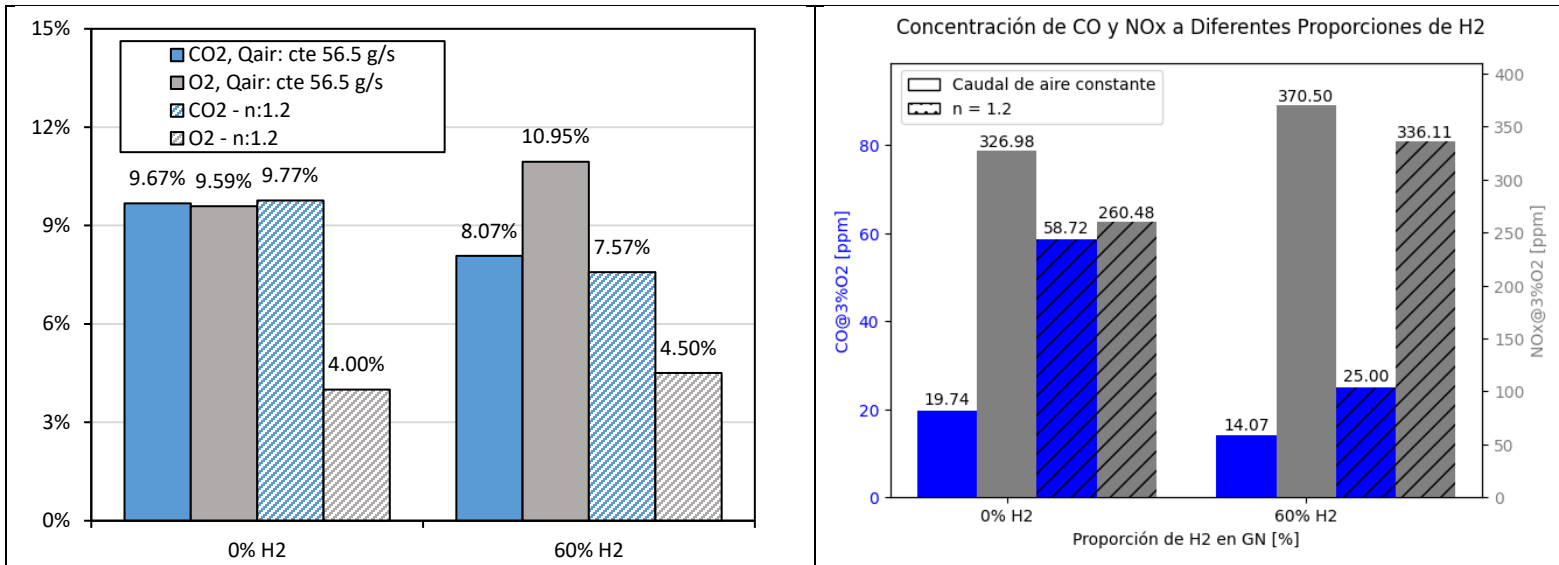 15%
12%
9%
6%
3%
0%
CO2, Qair: cte 56.5 g/s
O2, Qair: cte 56.5 g/s
CO2 - n:1.2
O2 - n:1.2
9.67%
9.59%
9.77%
4.00%
8.07%
10.95%
7.57%
4.50%
0% H2
60% H2
Concentración de CO y NOx a Diferentes Proporciones de H2
Caudal de aire constante
n = 1.2
CO@3%O2 [ppm]
80
60
40
20
0
19.74
326.98
58.72
260.48
14.07
370.50
25.00
336.11
400
350
300
250
200
150
100
50
0
NOx@3%O2 [ppm]
0% H2
60% H2
Proporción de H2 en GN [%]